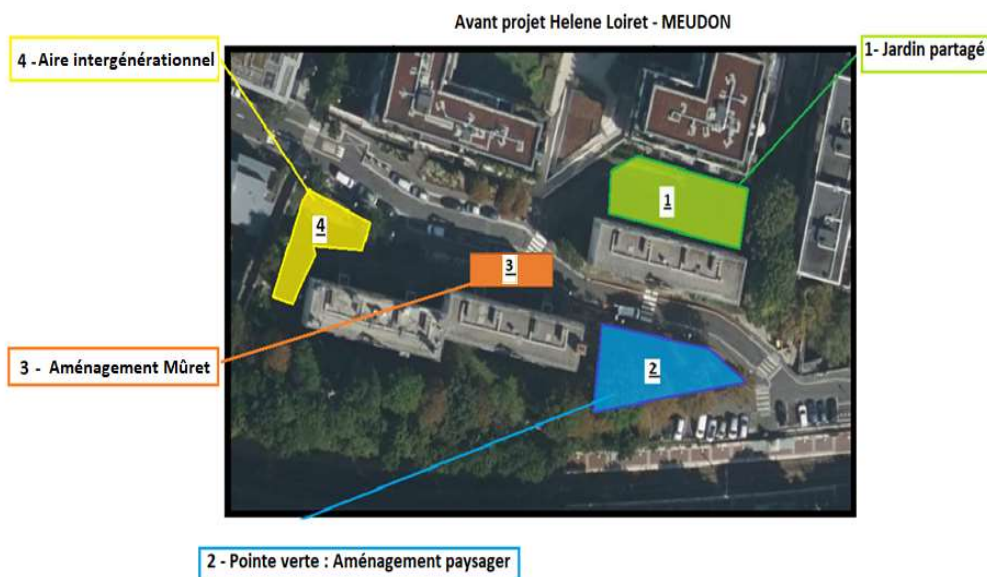 Avant projet Helene Loiret - MEUDON
4 - Aire intergénérationnel
1- Jardin partagé
1
4
3
3 - Aménagement Mûret
2
2 - Pointe verte : Aménagement paysager